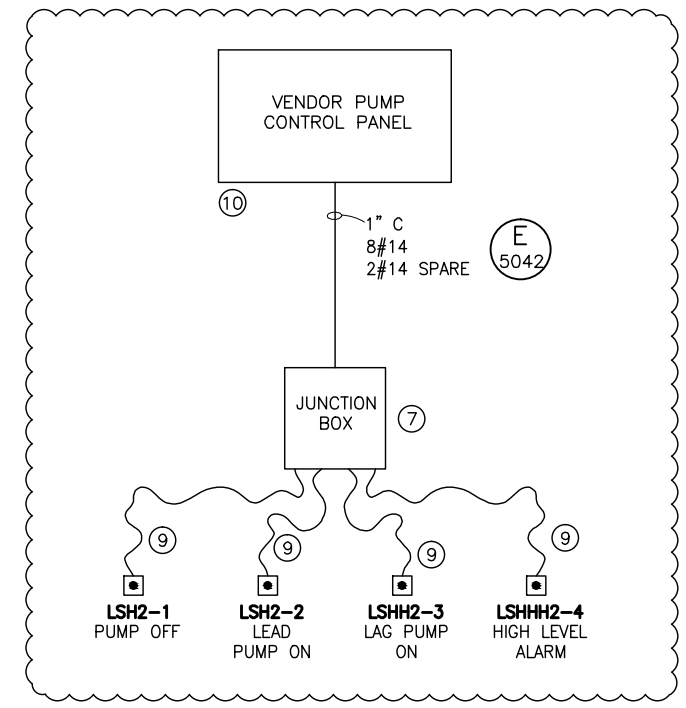 VENDOR PUMP
CONTROL PANEL
10
1" C
8#14
2#14 SPARE
E
5042
JUNCTION
BOX
7
9
9
9
9
LSH2-1
PUMP OFF
LSH2-2
LEAD
PUMP ON
LSHH2-3
LAG PUMP
ON
LSHHH2-4
HIGH LEVEL
ALARM